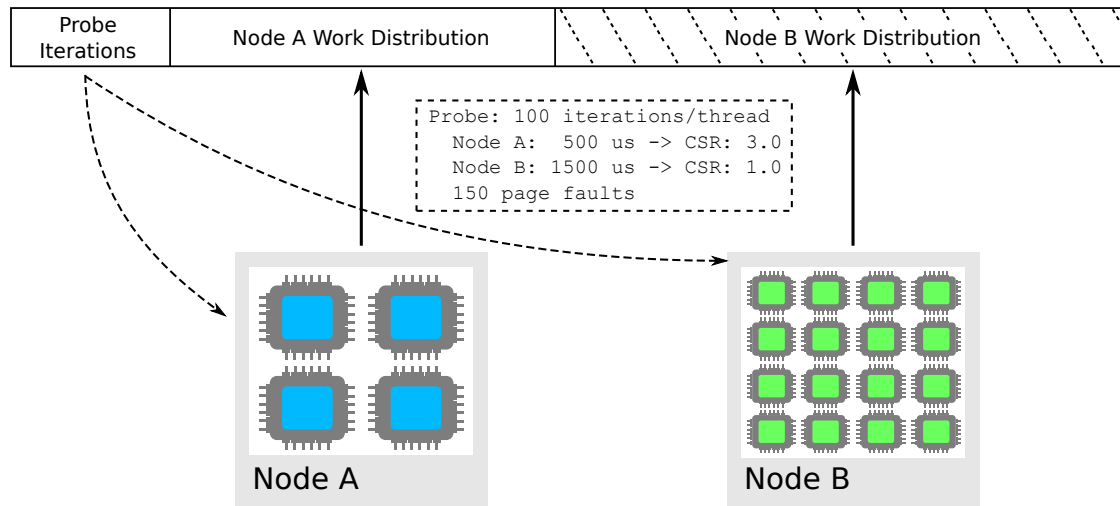 Probe
Iterations
Node A Work Distribution
Node B Work Distribution
Probe: 100 iterations/thread
Node A:  500 us -> CSR: 3.0
Node B: 1500 us -> CSR: 1.0
150 page faults
Node A
Node B